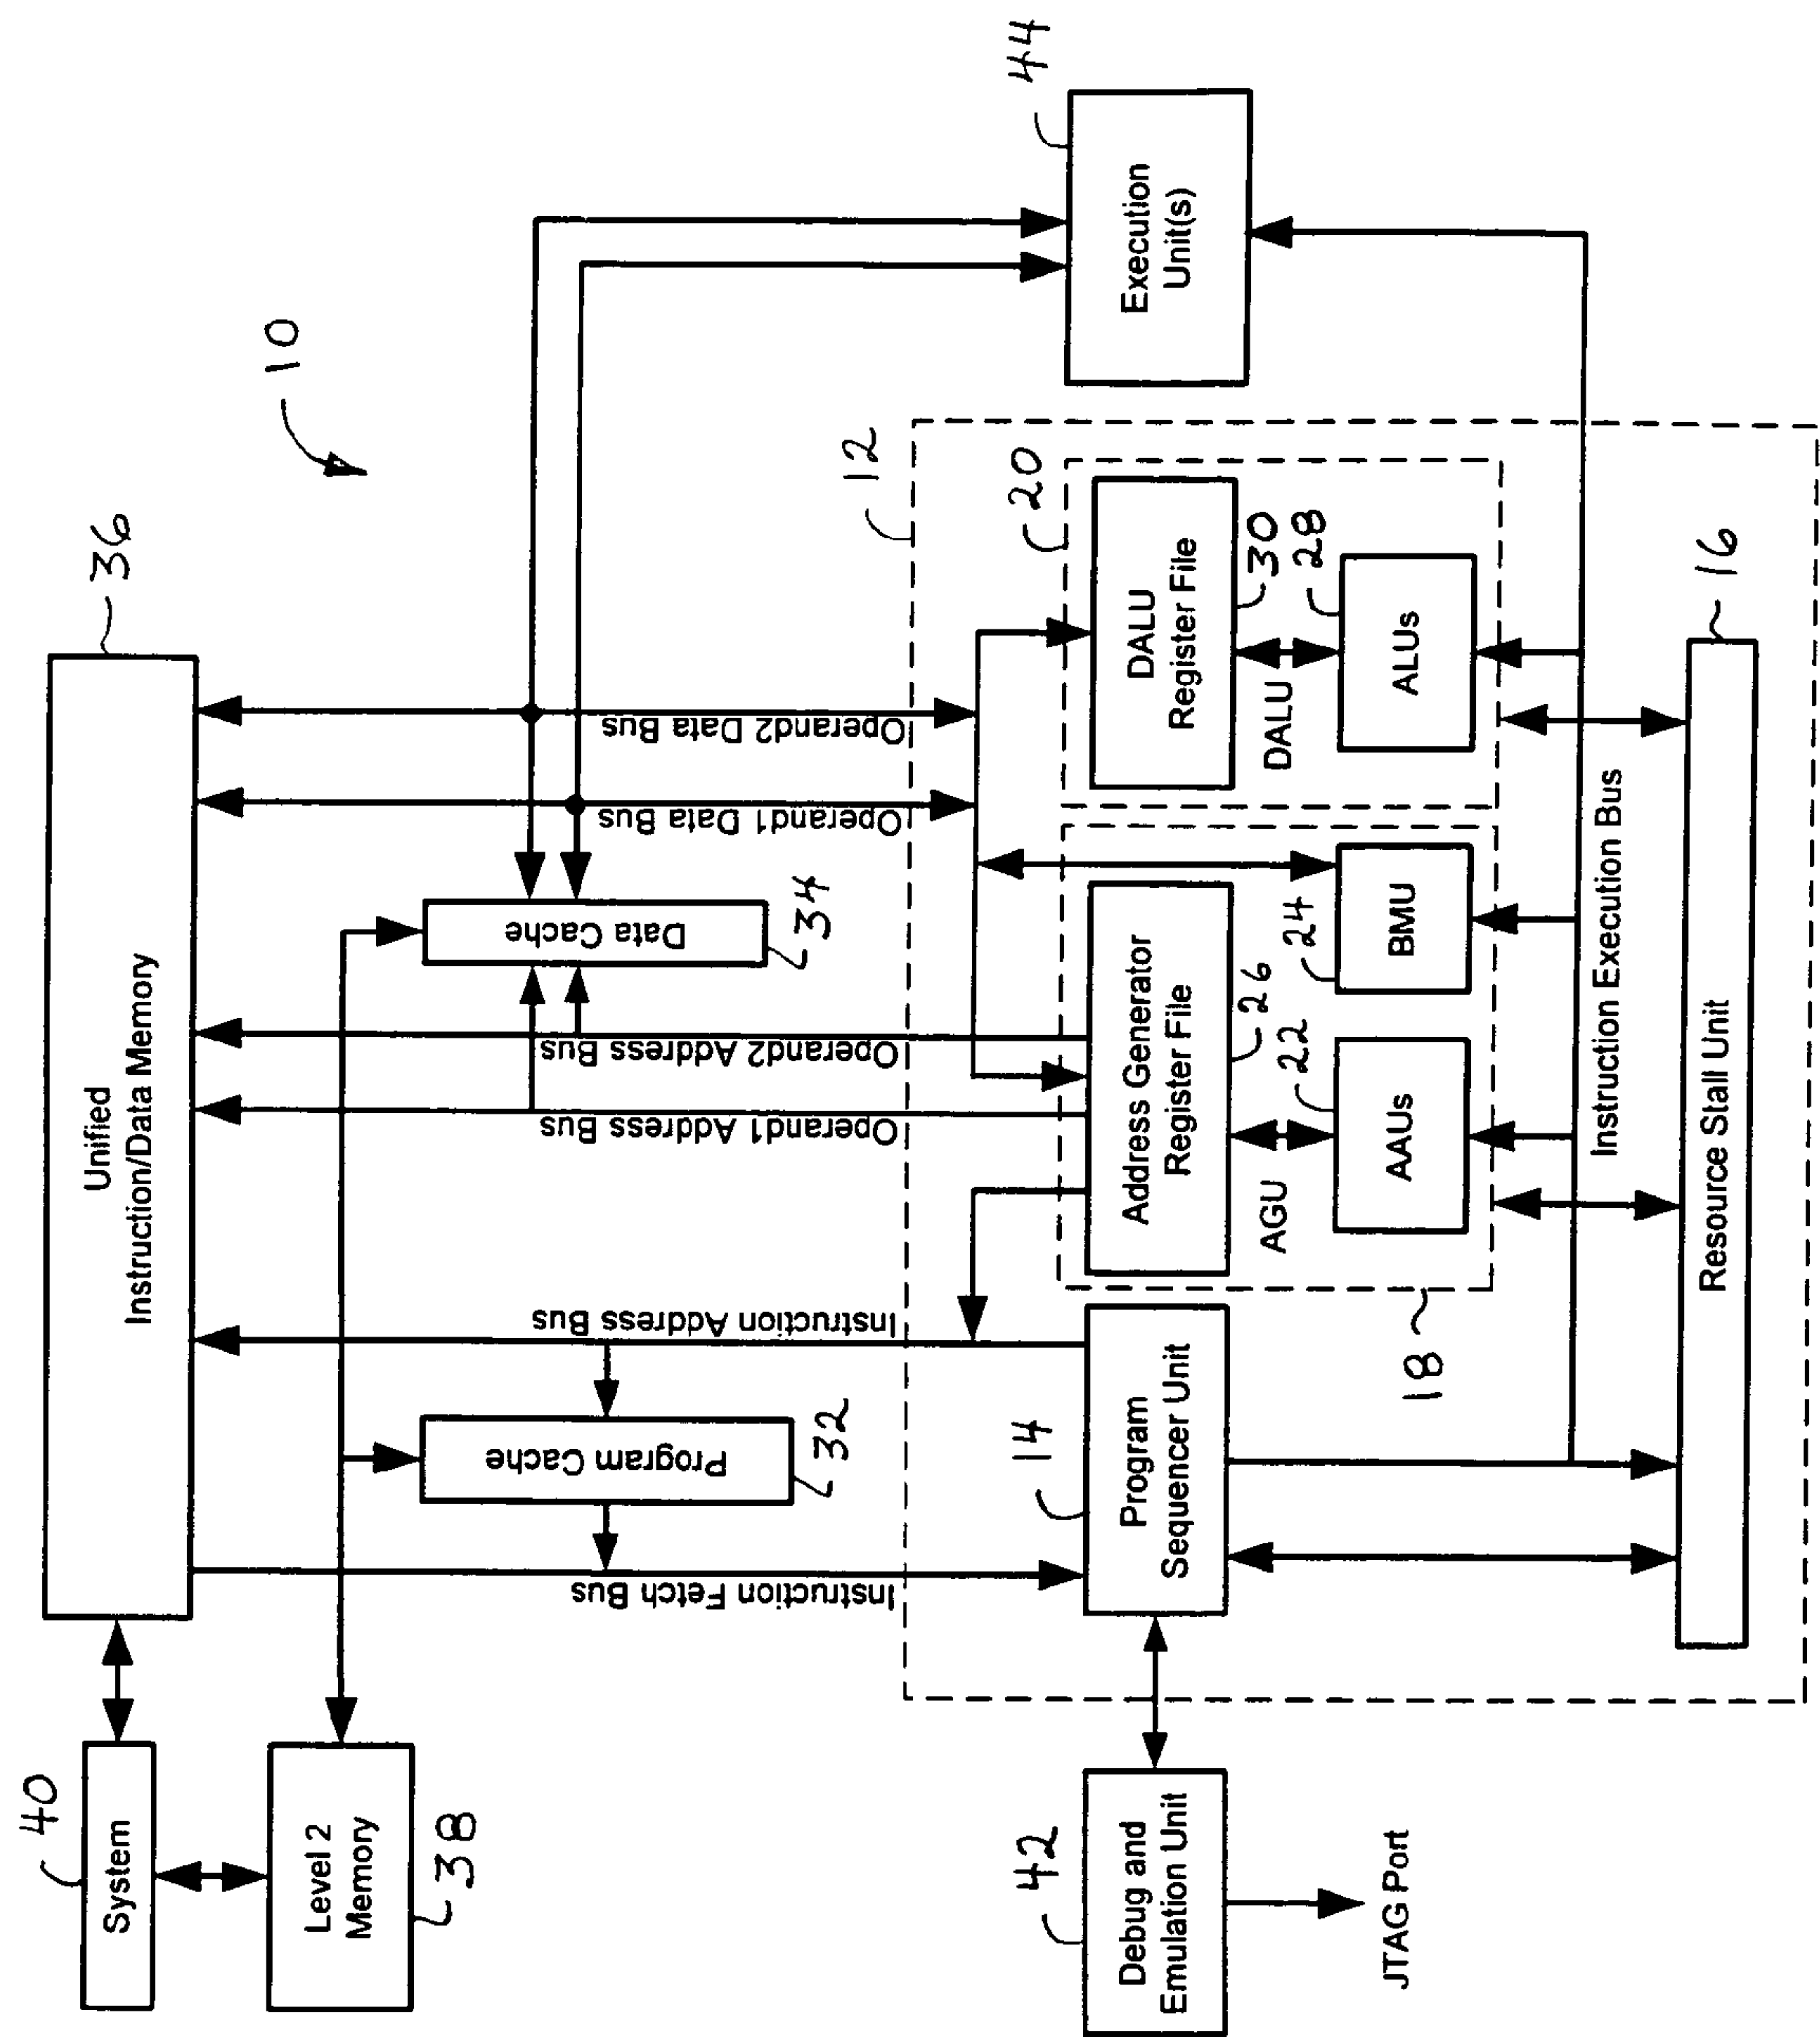 10
40
System
Level 2
Memory
38
Unified
Instruction/Data Memory
36
Program Cache
32
Data Cache
34
Instruction Fetch Bus
Instruction Address Bus
Operand1 Address Bus
Operand2 Address Bus
Operand1 Data Bus
Operand2 Data Bus
12
42
Debug and
Emulation Unit
JTAG Port
14
Program
Sequencer Unit
18
Address Generator
Register File
26
AGU
22
AAUs
24
BMU
20
DALU
Register File
30
DALU
28
ALUs
44
Execution
Unit(s)
Instruction Execution Bus
Resource Stall Unit
16